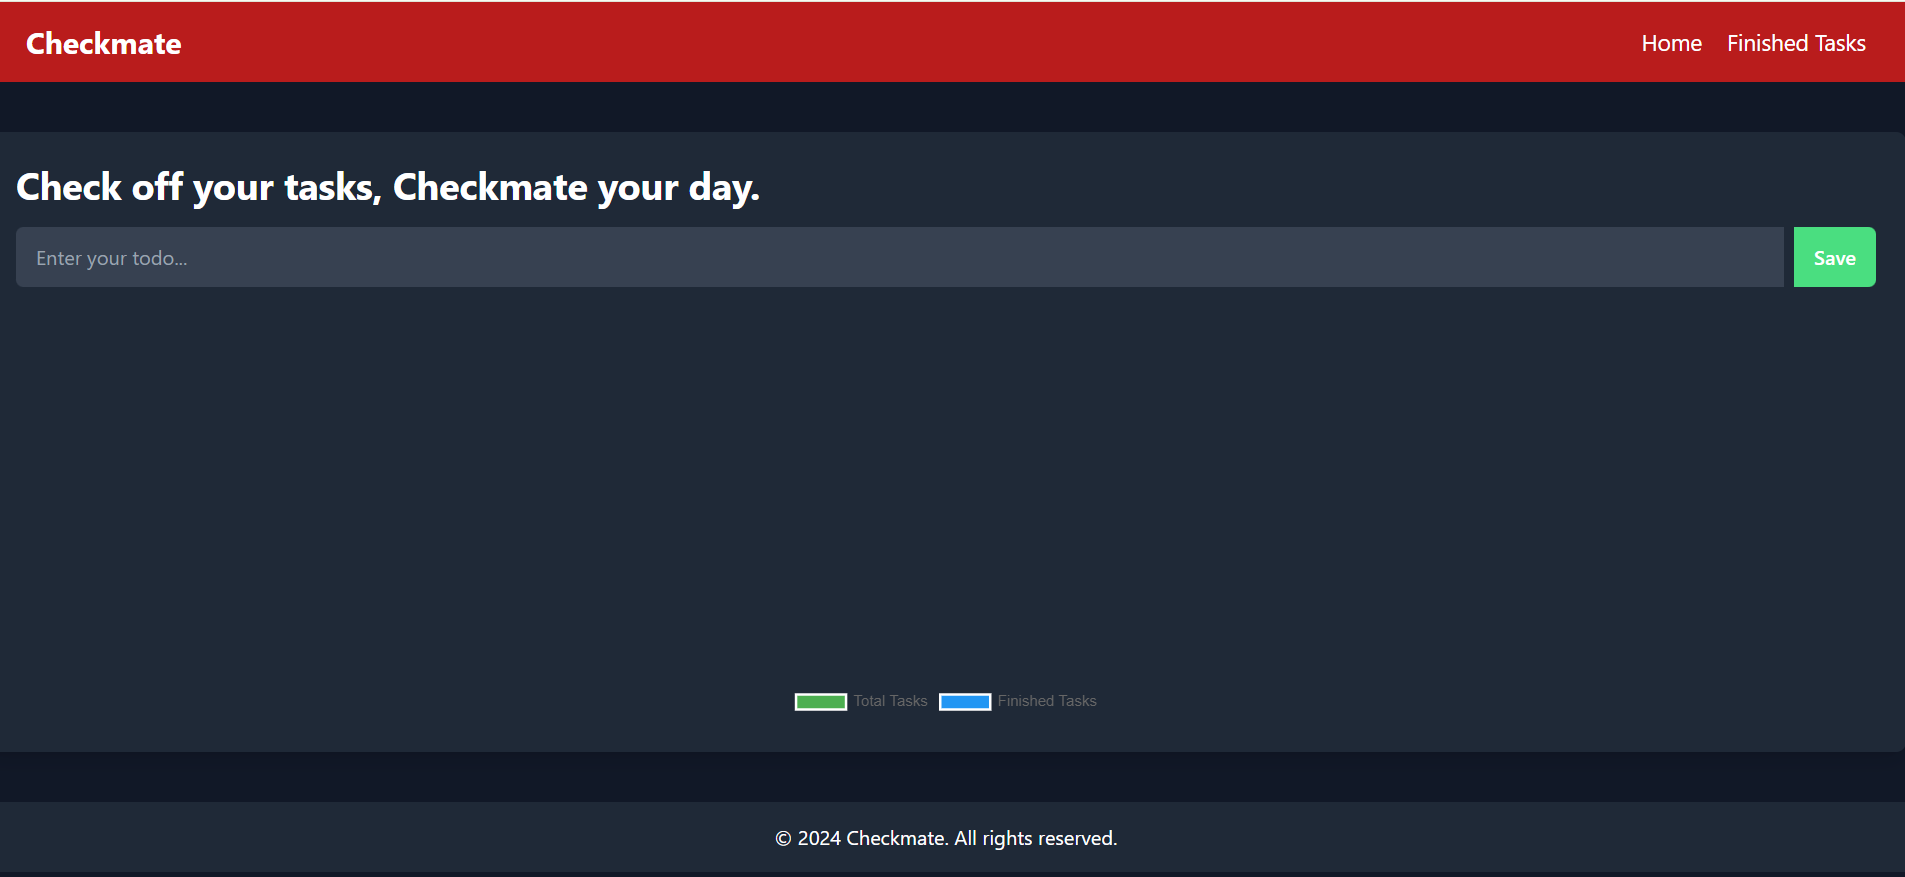 Checkmate
Home Finished Tasks
Check off your tasks, Checkmate your day.
Enter your todo...
Save
Total Tasks Finished Tasks
© 2024 Checkmate. All rights reserved.